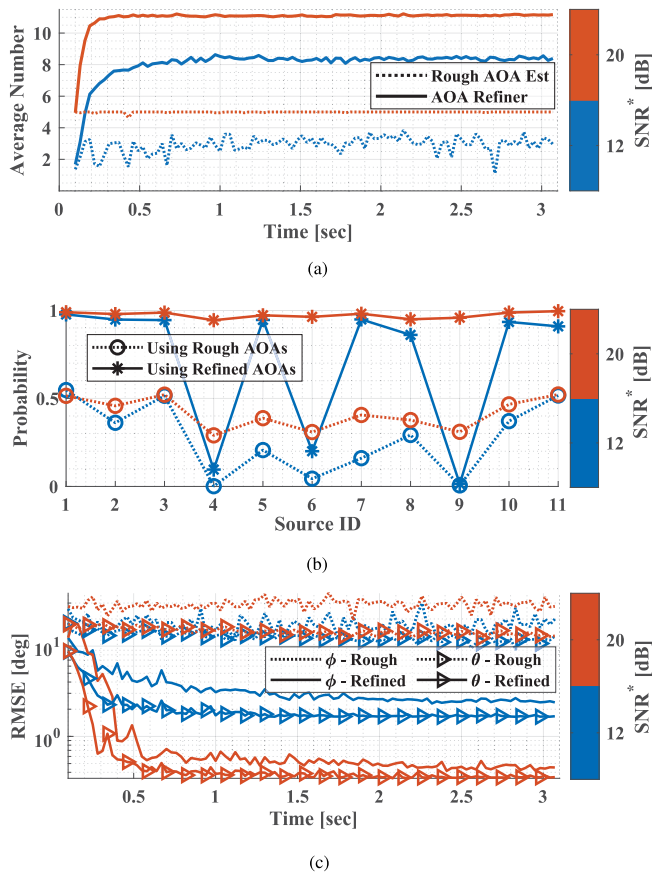 10
8
6
4
2
Average Number
Rough AOA Est
AOA Refiner
0
0.5
1
1.5
2
2.5
3
Time [sec]
20
12
SNR* [dB]
(a)
1
0.5
0
Probability
Using Rough AOAs
Using Refined AOAs
1
2
3
4
5
6
7
8
9
10
11
Source ID
20
12
SNR* [dB]
(b)
10¹
10⁰
RMSE [deg]
ϕ - Rough
θ - Rough
ϕ - Refined
θ - Refined
0.5
1
1.5
2
2.5
3
Time [sec]
20
12
SNR* [dB]
(c)